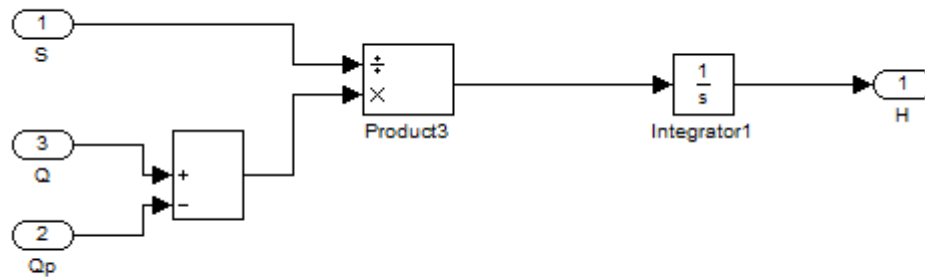 1
S
÷
×
Product3
1
s
Integrator1
1
H
3
Q
+
−
2
Qp